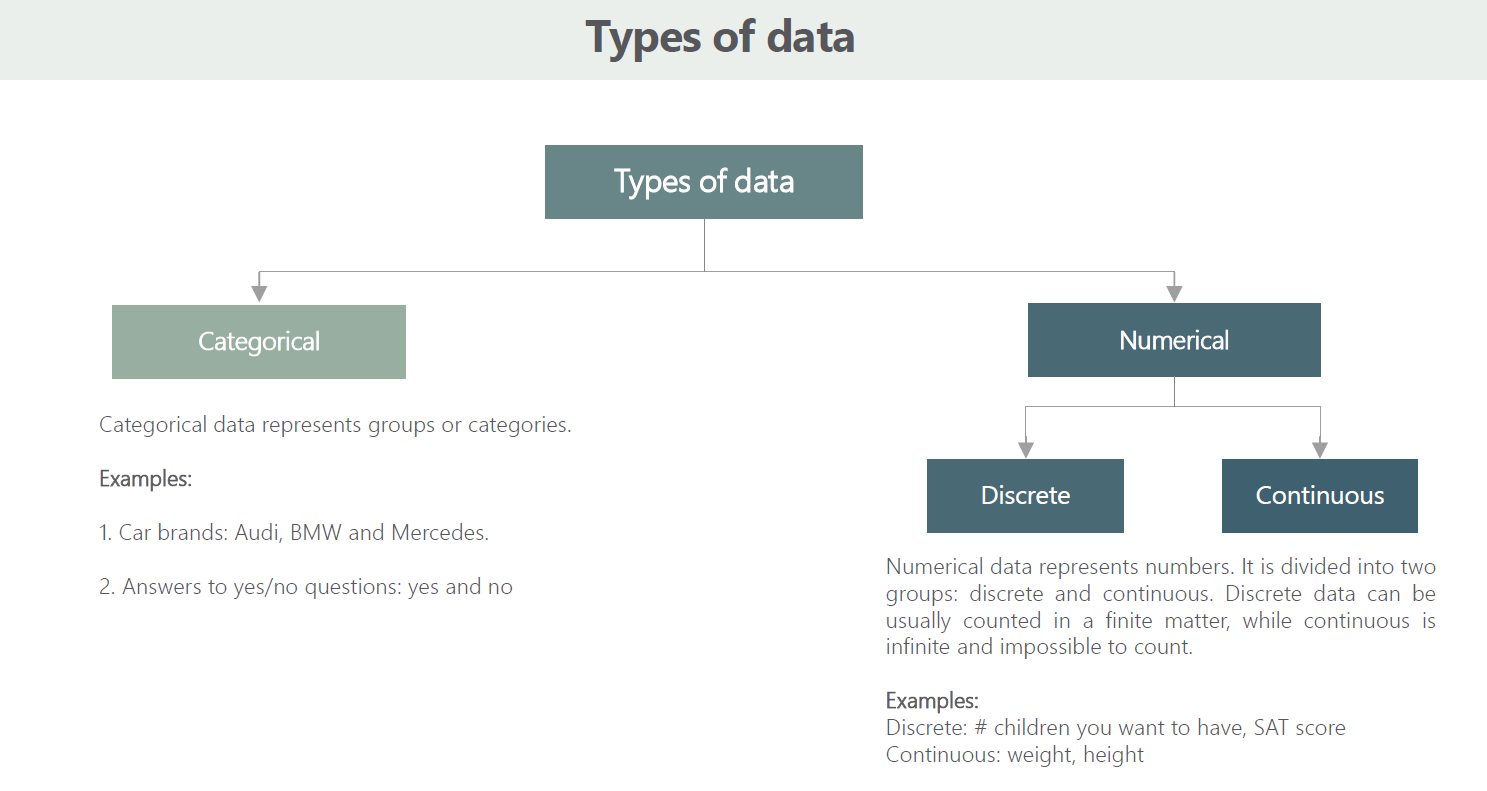 Types of data
Types of data
Categorical
Numerical
Categorical data represents groups or categories.
Examples:
1. Car brands: Audi, BMW and Mercedes.
2. Answers to yes/no questions: yes and no
Discrete
Continuous
Numerical data represents numbers. It is divided into two
groups: discrete and continuous. Discrete data can be
usually counted in a finite matter, while continuous is
infinite and impossible to count.
Examples:
Discrete: # children you want to have, SAT score
Continuous: weight, height